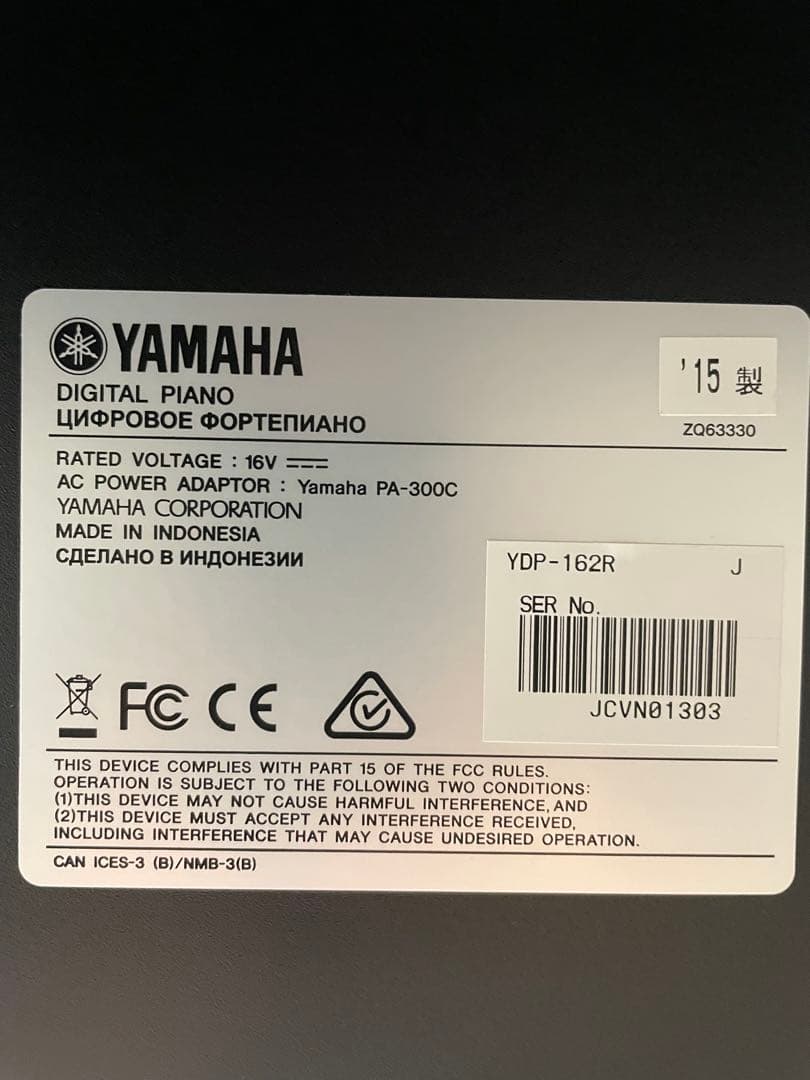 YAMAHA
DIGITAL PIANO
ЦИФРОВОЕ ФОРТЕПИАНО
'15 製
ZQ63330
RATED VOLTAGE : 16V
AC POWER ADAPTOR : Yamaha PA-300C
YAMAHA CORPORATION
MADE IN INDONESIA
СДЕЛАНО В ИНДОНЕЗИИ
YDP-162R J
SER No.
JCVN01303
FC CE
THIS DEVICE COMPLIES WITH PART 15 OF THE FCC RULES.
OPERATION IS SUBJECT TO THE FOLLOWING TWO CONDITIONS:
(1)THIS DEVICE MAY NOT CAUSE HARMFUL INTERFERENCE, AND
(2)THIS DEVICE MUST ACCEPT ANY INTERFERENCE RECEIVED,
INCLUDING INTERFERENCE THAT MAY CAUSE UNDESIRED OPERATION.
CAN ICES-3 (B)/NMB-3(B)